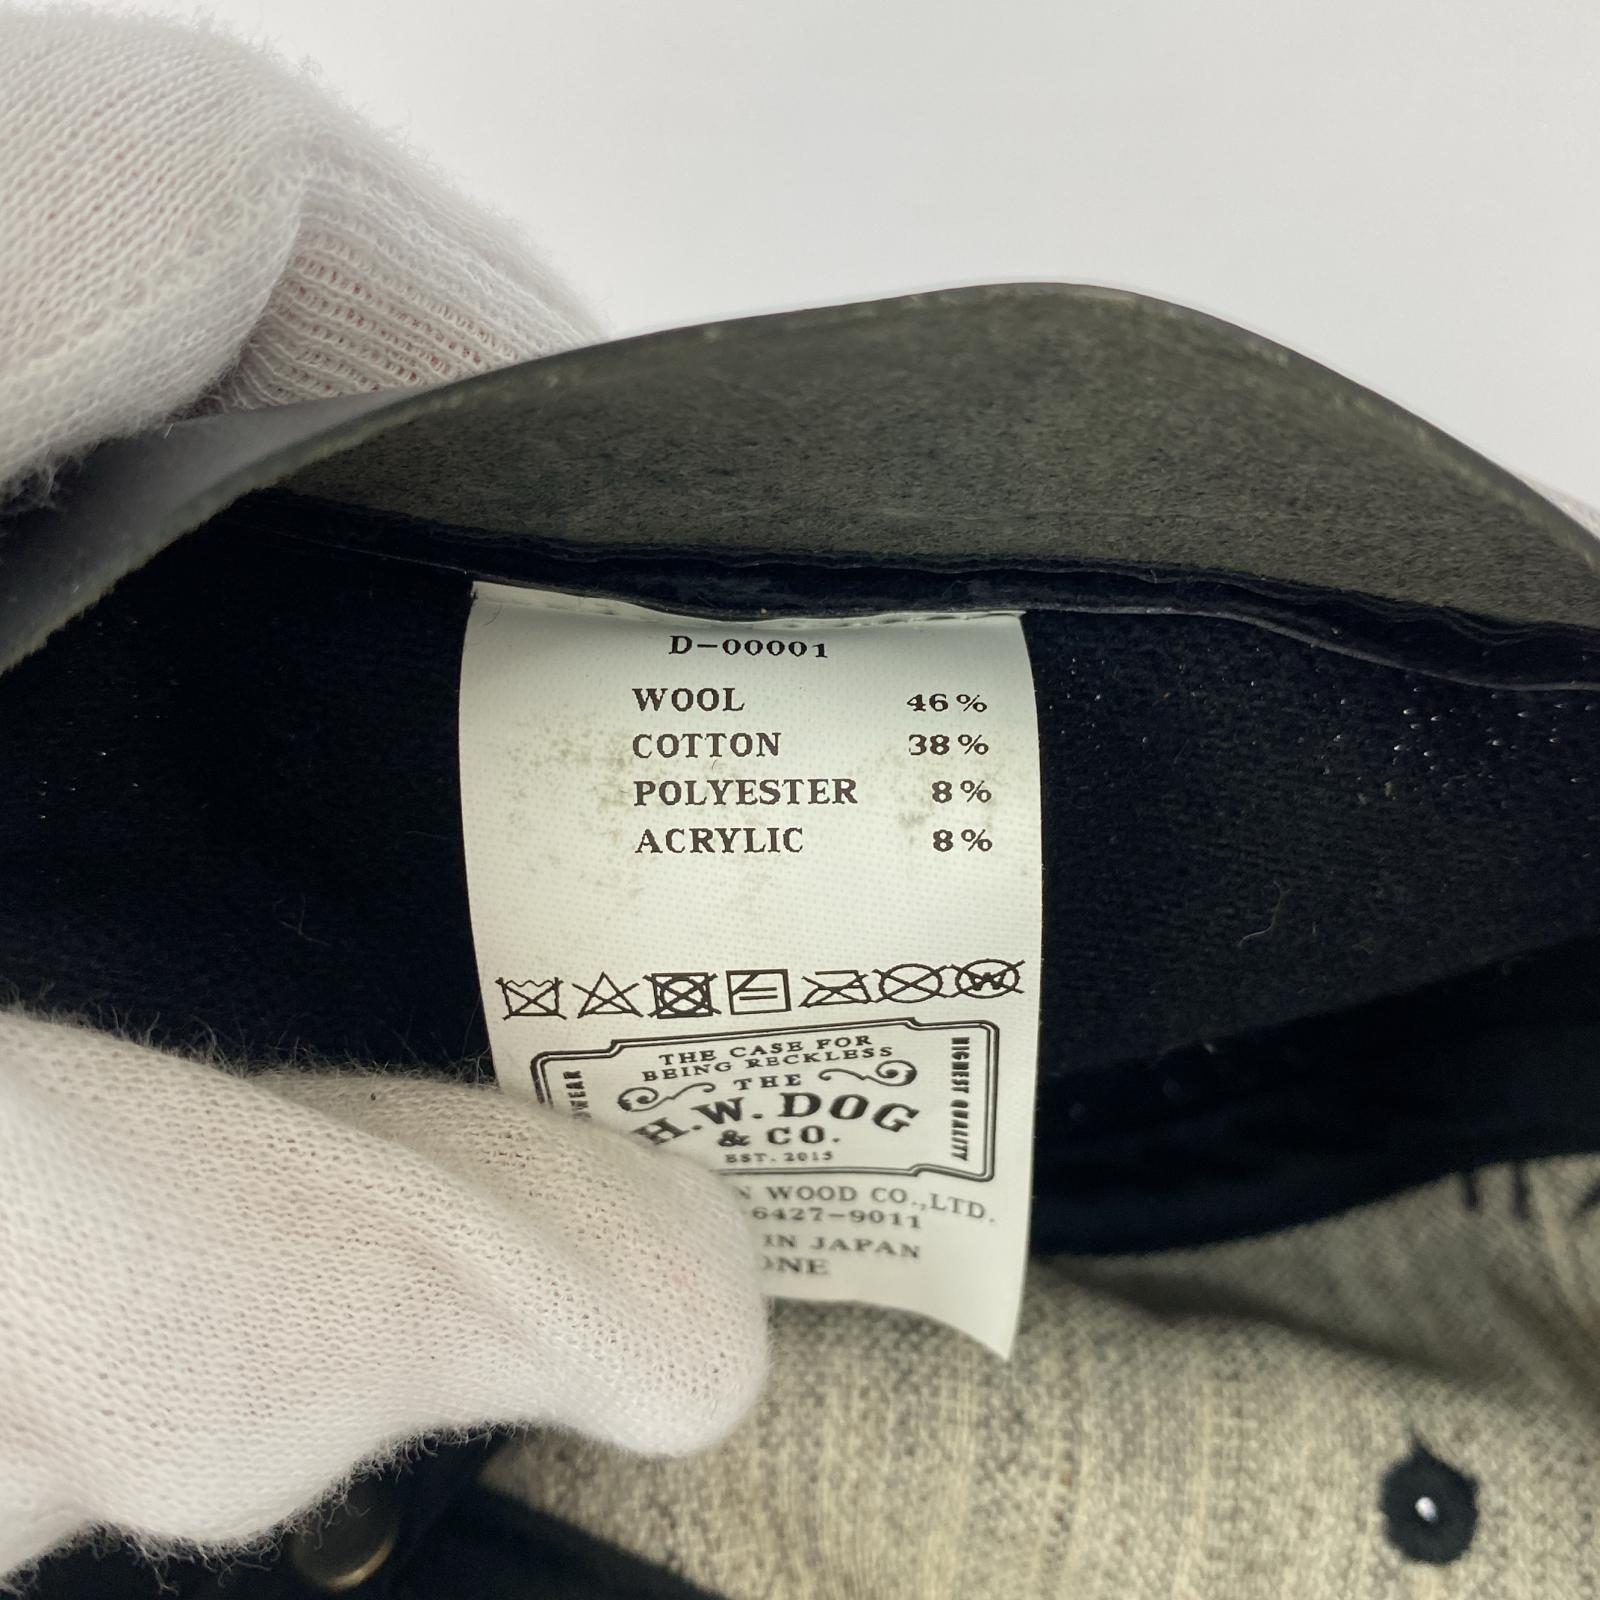 D-00001
WOOL 46%
COTTON 38%
POLYESTER 8%
ACRYLIC 8%
THE CASE FOR
BEING RECKLESS
THE
H.W. DOG
& CO.
EST. 2015
HIGHEST QUALITY
WOOD CO.,LTD.
6427-9011
IN JAPAN